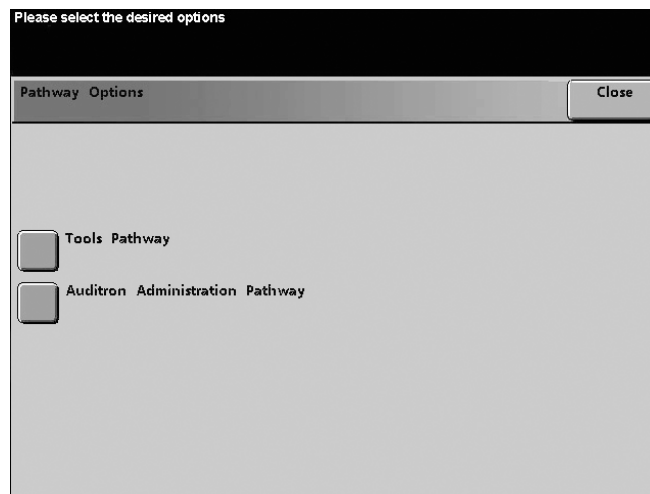 Please select the desired options
Pathway Options
Close
Tools Pathway
Auditron Administration Pathway